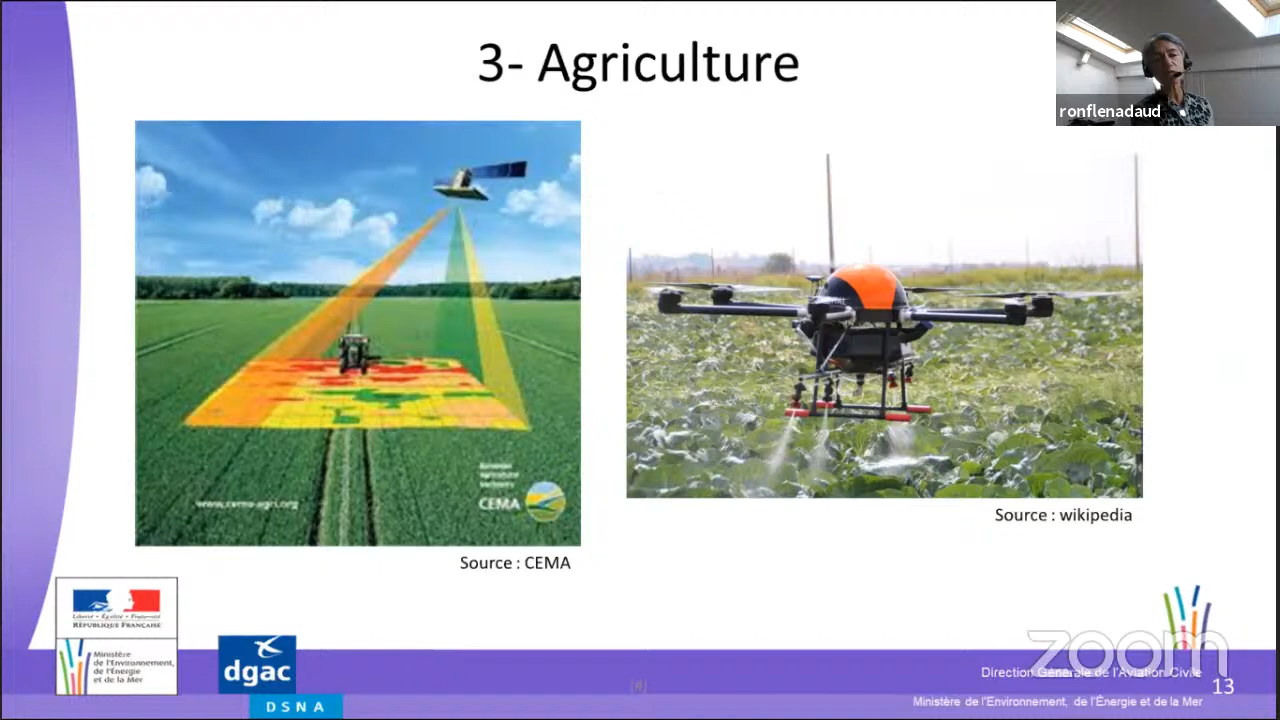 3- Agriculture
ronflenadaud
www.cema-agri.org
CEMA
Source : CEMA
Source : wikipedia
Liberté • Égalité • Fraternité
RÉPUBLIQUE FRANÇAISE
Ministère
de l'Environnement,
de l'Énergie
et de la Mer
dgac
DSNA
zoom
Direction Générale de l'Aviation Civile
13
Ministère de l'Environnement, de l'Énergie et de la Mer